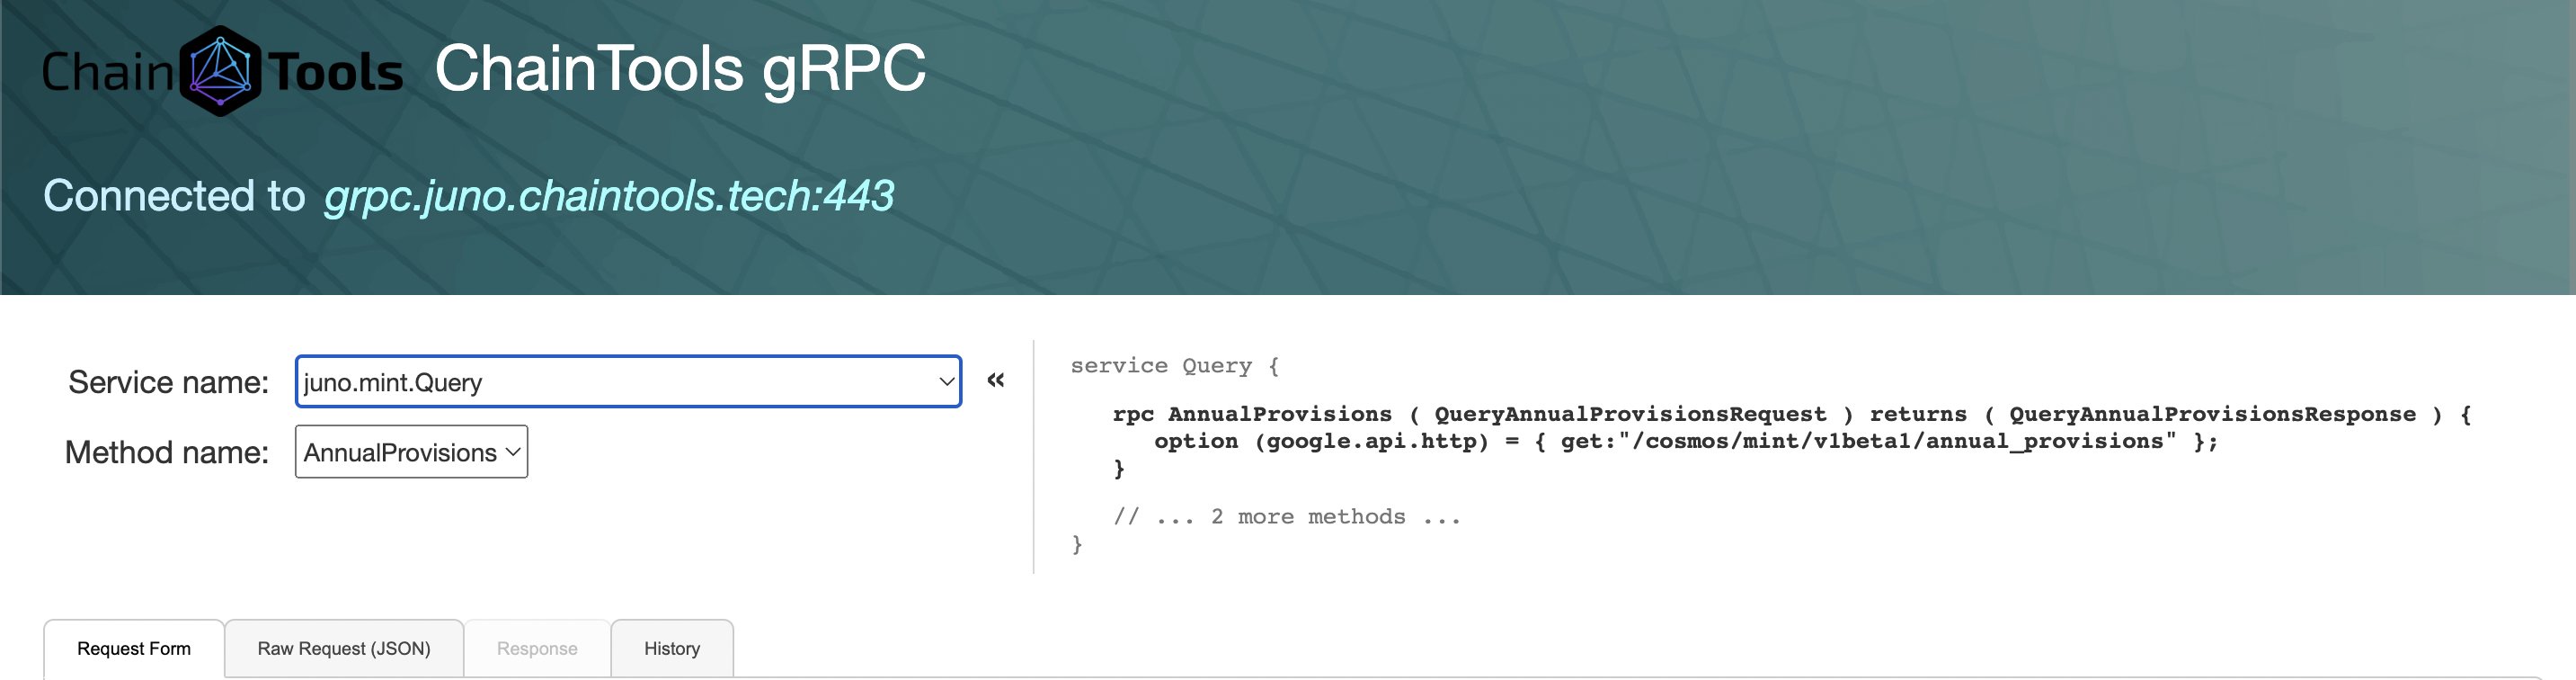 Chain Tools ChainTools gRPC
Connected to grpc.juno.chaintools.tech:443
Service name: juno.mint.Query «
Method name: AnnualProvisions
service Query {
rpc AnnualProvisions ( QueryAnnualProvisionsRequest ) returns ( QueryAnnualProvisionsResponse ) {
option (google.api.http) = { get:"/cosmos/mint/v1beta1/annual_provisions" };
}
// ... 2 more methods ...
}
Request Form Raw Request (JSON) Response History